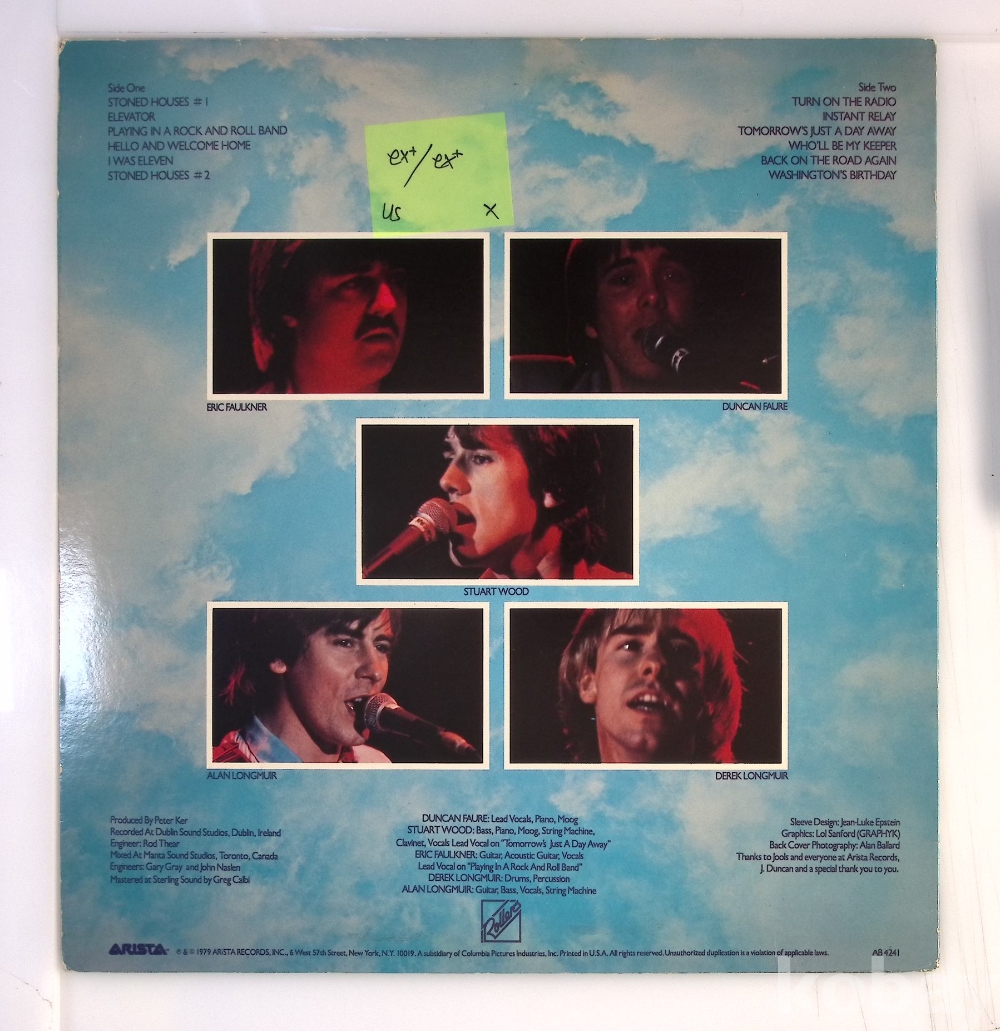 Side One
STONED HOUSES #1
ELEVATOR
PLAYING IN A ROCK AND ROLL BAND
HELLO AND WELCOME HOME
I WAS ELEVEN
STONED HOUSES #2
Side Two
TURN ON THE RADIO
INSTANT RELAY
TOMORROW'S JUST A DAY AWAY
WHO'LL BE MY KEEPER
BACK ON THE ROAD AGAIN
WASHINGTON'S BIRTHDAY
ex+/ex+
US X
ERIC FAULKNER
DUNCAN FAURE
STUART WOOD
ALAN LONGMUIR
DEREK LONGMUIR
Produced By Peter Ker
Recorded At Dublin Sound Studios, Dublin, Ireland
Engineer: Rod Thear
Mixed At Manta Sound Studios, Toronto, Canada
Engineers: Gary Gray and John Naslen
Mastered at Sterling Sound by Greg Calbi
DUNCAN FAURE: Lead Vocals, Piano, Moog
STUART WOOD: Bass, Piano, Moog, String Machine,
Clavinet, Vocals Lead Vocal on "Tomorrow's Just A Day Away"
ERIC FAULKNER: Guitar, Acoustic Guitar, Vocals
Lead Vocal on "Playing In A Rock And Roll Band"
DEREK LONGMUIR: Drums, Percussion
ALAN LONGMUIR: Guitar, Bass, Vocals, String Machine
Sleeve Design: Jean-Luke Epstein
Graphics: Lol Sanford (GRAPHYK)
Back Cover Photography: Alan Ballard
Thanks to Jools and everyone at Arista Records,
J. Duncan and a special thank you to you.
Rollers
ARISTA ℗ & © 1979 ARISTA RECORDS, INC., 6 West 57th Street, New York, N.Y. 10019. A subsidiary of Columbia Pictures Industries, Inc. Printed in U.S.A. All rights reserved. Unauthorized duplication is a violation of applicable laws. AB 4241